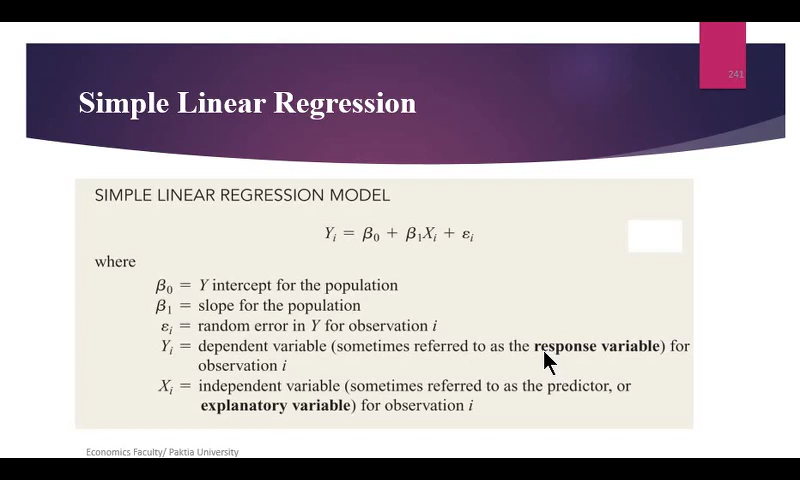 241
Simple Linear Regression
SIMPLE LINEAR REGRESSION MODEL
Yᵢ = β₀ + β₁Xᵢ + εᵢ
where
β₀ = Y intercept for the population
β₁ = slope for the population
εᵢ = random error in Y for observation i
Yᵢ = dependent variable (sometimes referred to as the response variable) for
observation i
Xᵢ = independent variable (sometimes referred to as the predictor, or
explanatory variable) for observation i
Economics Faculty/ Paktia University